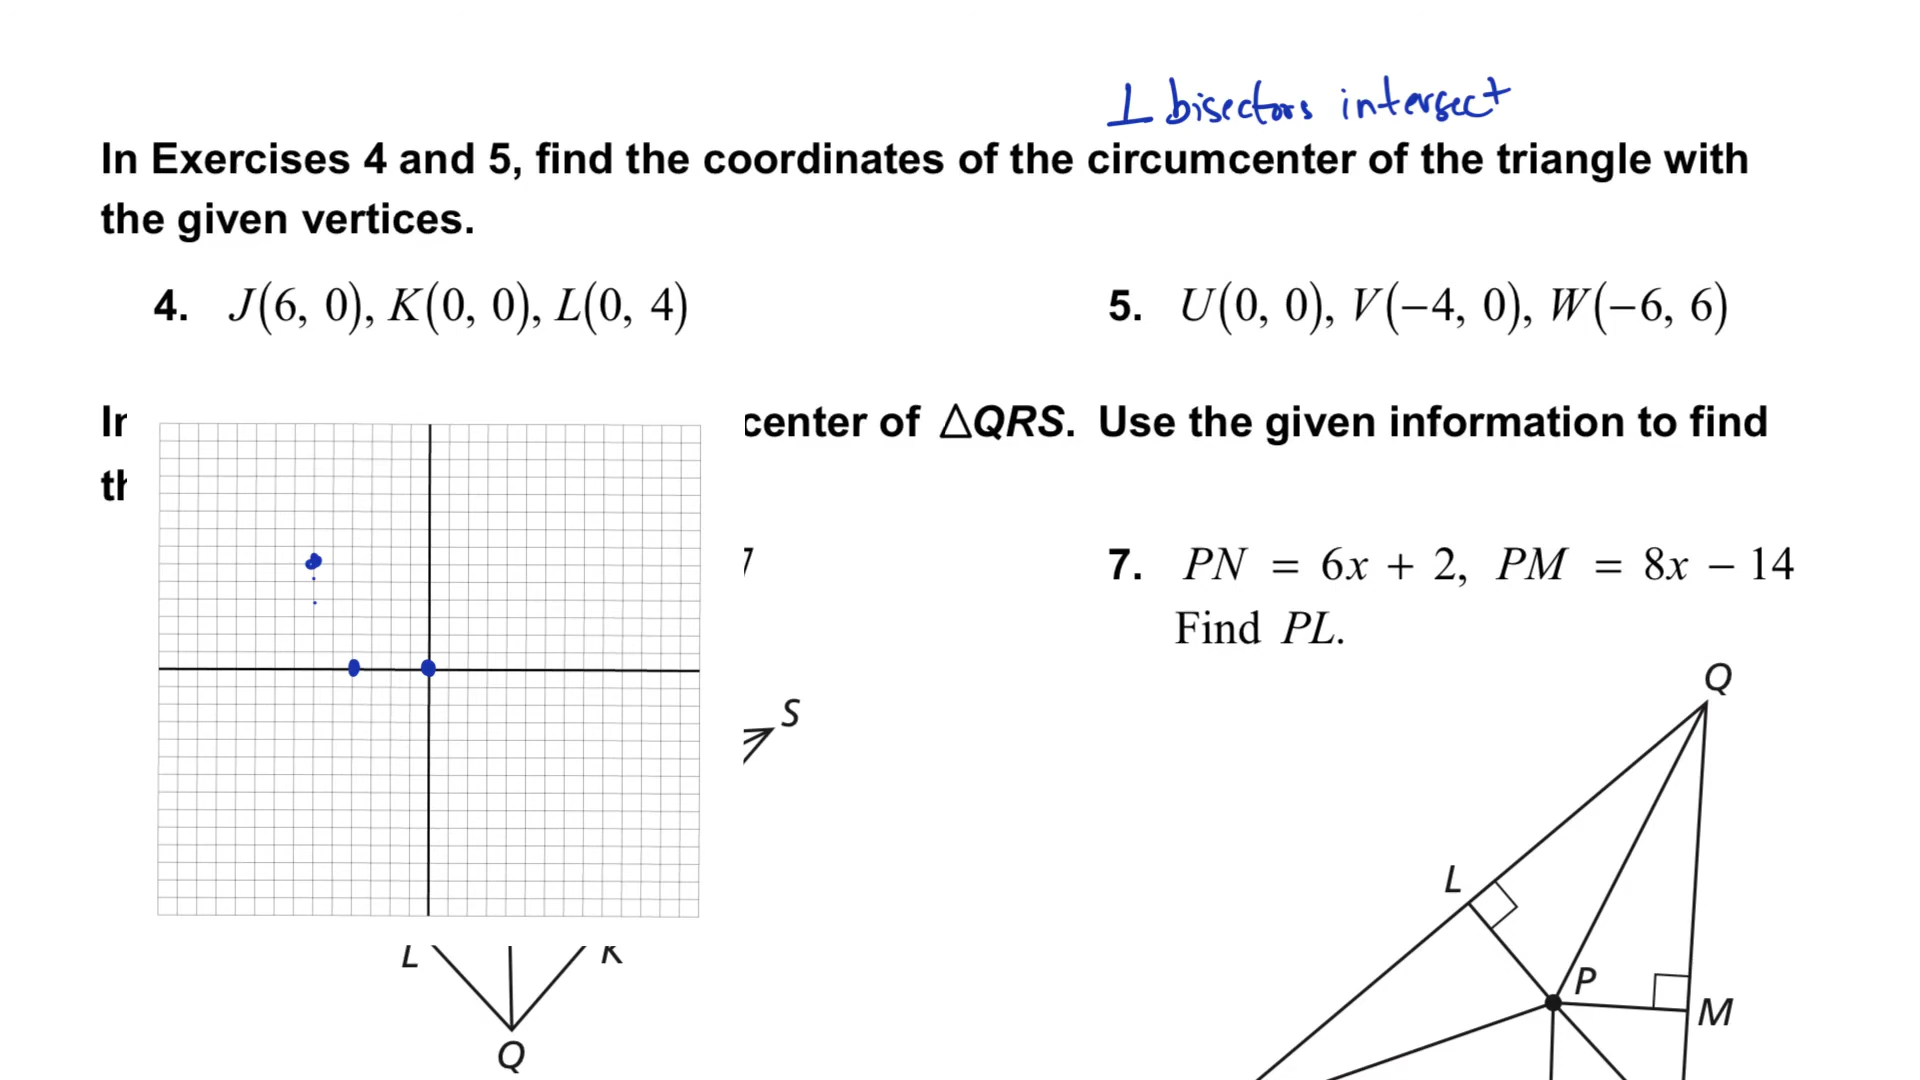 ⊥ bisectors intersect
In Exercises 4 and 5, find the coordinates of the circumcenter of the triangle with
the given vertices.
4. J(6, 0), K(0, 0), L(0, 4)
5. U(0, 0), V(−4, 0), W(−6, 6)
center of △QRS. Use the given information to find
7. PN = 6x + 2, PM = 8x − 14
Find PL.
Q
S
L
P
M
L
K
Q